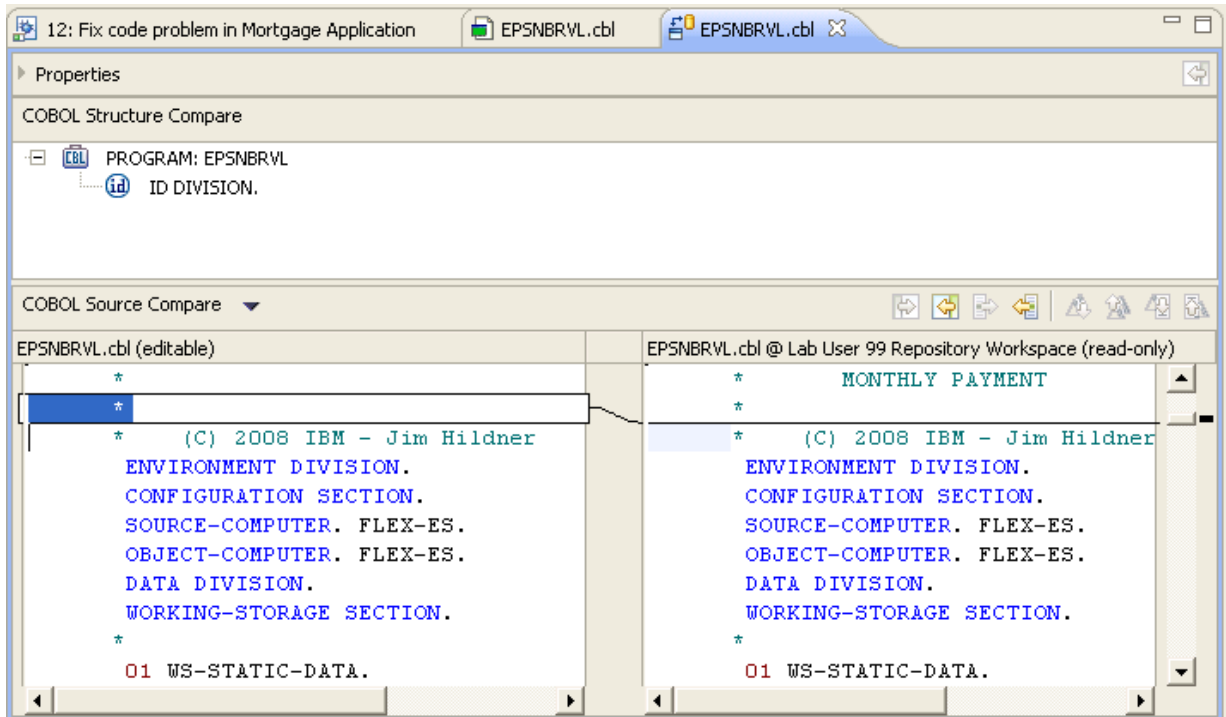 12: Fix code problem in Mortgage Application EPSNBRVL.cbl EPSNBRVL.cbl
Properties
COBOL Structure Compare
CBL PROGRAM: EPSNBRVL
id ID DIVISION.
COBOL Source Compare
EPSNBRVL.cbl (editable)
*
*
* (C) 2008 IBM - Jim Hildner
ENVIRONMENT DIVISION.
CONFIGURATION SECTION.
SOURCE-COMPUTER. FLEX-ES.
OBJECT-COMPUTER. FLEX-ES.
DATA DIVISION.
WORKING-STORAGE SECTION.
*
01 WS-STATIC-DATA.
EPSNBRVL.cbl @ Lab User 99 Repository Workspace (read-only)
* MONTHLY PAYMENT
*
* (C) 2008 IBM - Jim Hildner
ENVIRONMENT DIVISION.
CONFIGURATION SECTION.
SOURCE-COMPUTER. FLEX-ES.
OBJECT-COMPUTER. FLEX-ES.
DATA DIVISION.
WORKING-STORAGE SECTION.
*
01 WS-STATIC-DATA.